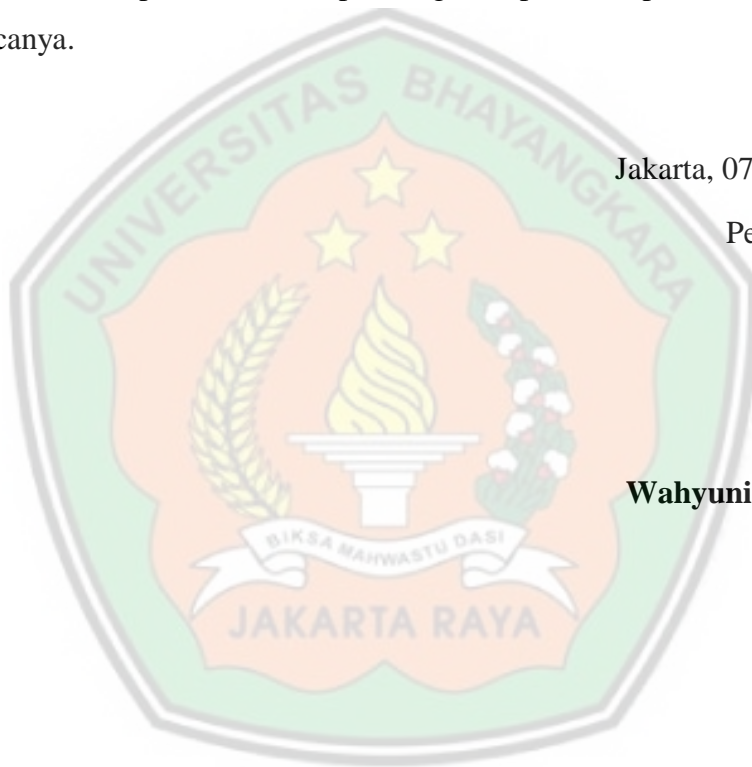 canya.
UNIVERSITAS BHAYANGKARA
Jakarta, 07
Pe
Wahyuni
BIKSA MAHWASTU DASI
JAKARTA RAYA